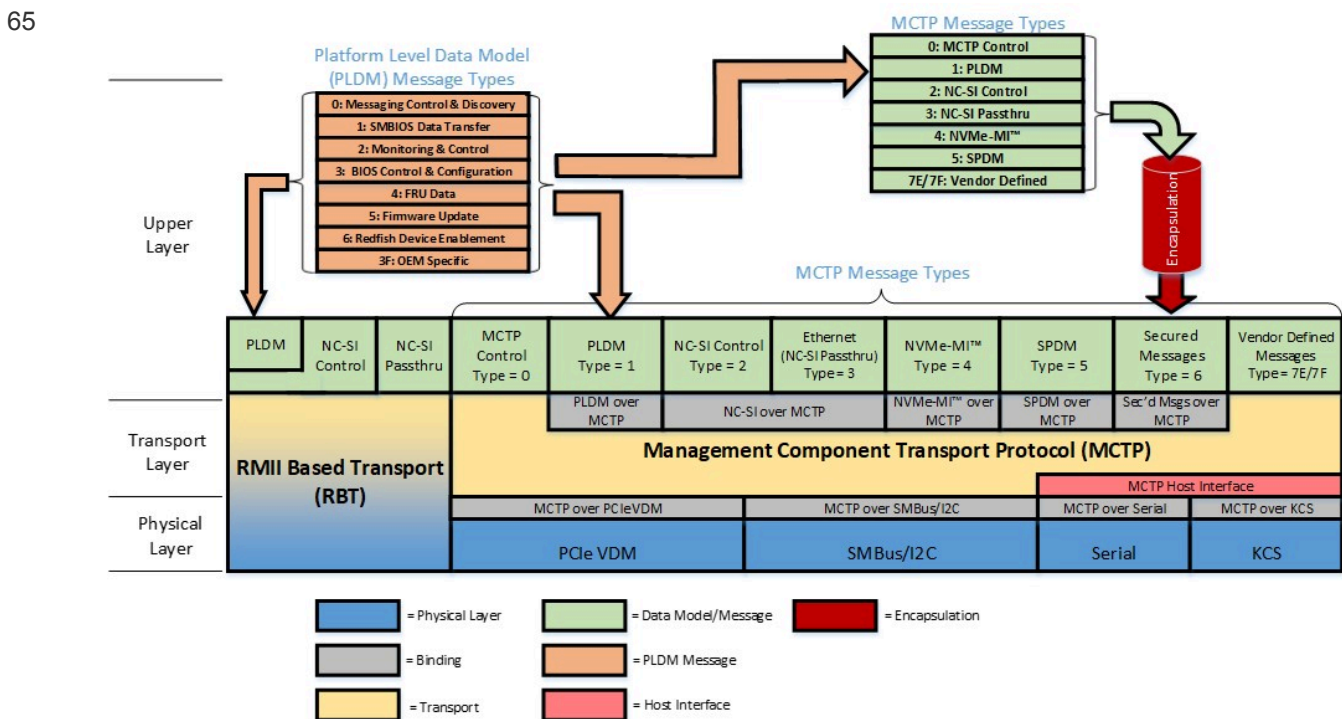 65
MCTP Message Types
0: MCTP Control
1: PLDM
2: NC-SI Control
3: NC-SI Passthru
4: NVMe-MI™
5: SPDM
7E/7F: Vendor Defined
Platform Level Data Model
(PLDM) Message Types
0: Messaging Control & Discovery
1: SMBIOS Data Transfer
2: Monitoring & Control
3: BIOS Control & Configuration
4: FRU Data
5: Firmware Update
6: Redfish Device Enablement
3F: OEM Specific
Encapsulation
Upper
Layer
MCTP Message Types
PLDM
NC-SI
Control
NC-SI
Passthru
MCTP
Control
Type = 0
PLDM
Type = 1
NC-SI Control
Type = 2
Ethernet
(NC-SI Passthru)
Type = 3
NVMe-MI™
Type = 4
SPDM
Type = 5
Secured
Messages
Type = 6
Vendor Defined
Messages
Type = 7E/7F
Transport
Layer
RMII Based Transport
(RBT)
PLDM over
MCTP
NC-SI over MCTP
NVMe-MI™ over
MCTP
SPDM over
MCTP
Sec'd Msgs over
MCTP
Management Component Transport Protocol (MCTP)
MCTP Host Interface
Physical
Layer
MCTP over PCIeVDM
MCTP over SMBus/I2C
MCTP over Serial
MCTP over KCS
PCIe VDM
SMBus/I2C
Serial
KCS
= Physical Layer
= Data Model/Message
= Encapsulation
= Binding
= PLDM Message
= Transport
= Host Interface